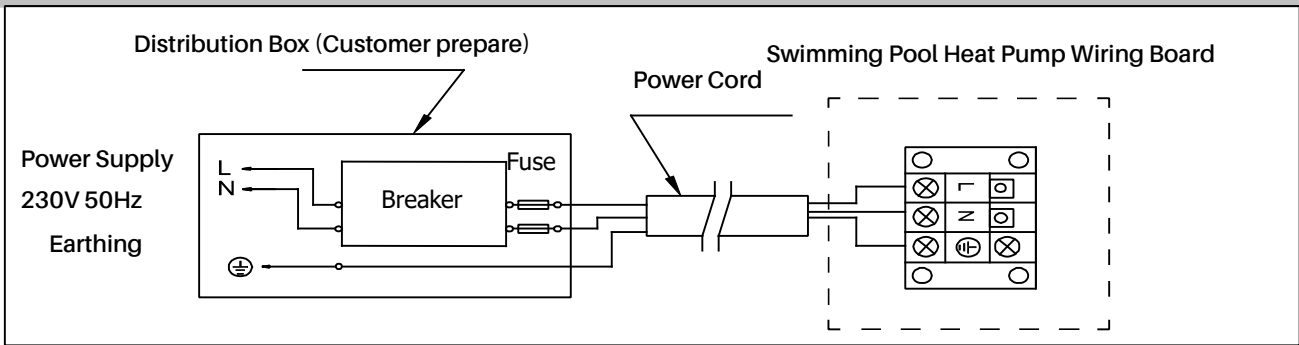 Distribution Box (Customer prepare)
Swimming Pool Heat Pump Wiring Board
Power Cord
Power Supply
230V 50Hz
Earthing
L
N
Breaker
Fuse
L
N